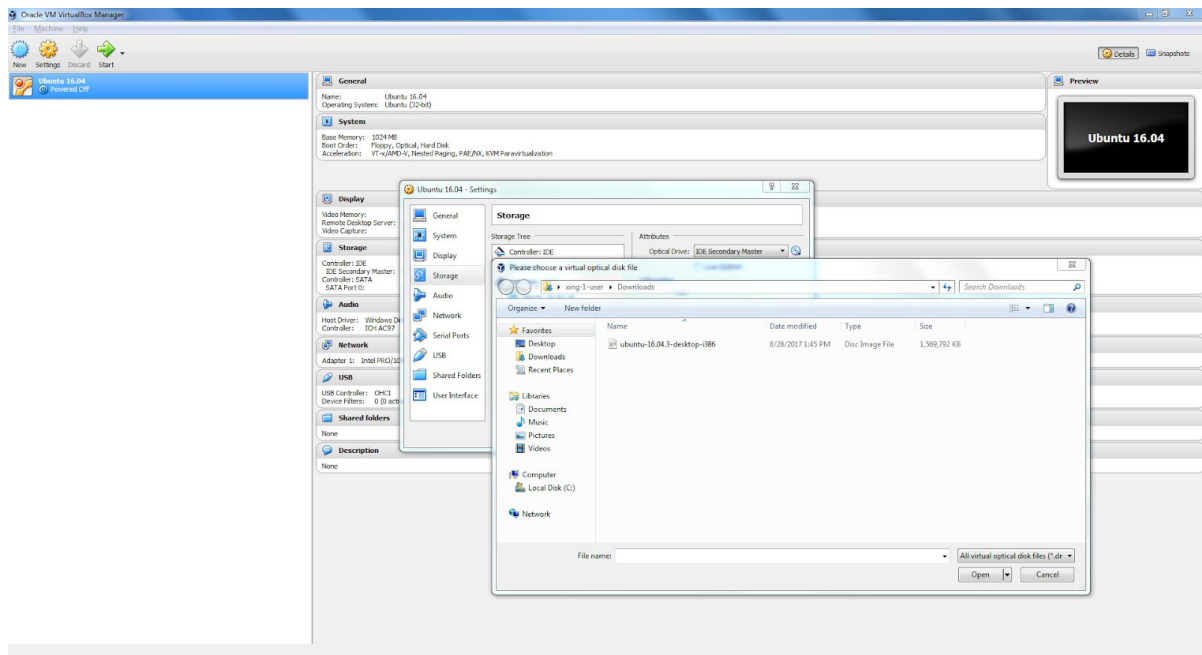 Oracle VM VirtualBox Manager
File Machine Help
New Settings Discard Start
Details Snapshots
Ubuntu 16.04
Powered Off
General
Name: Ubuntu 16.04
Operating System: Ubuntu (32-bit)
Preview
Ubuntu 16.04
System
Base Memory: 1024 MB
Boot Order: Floppy, Optical, Hard Disk
Acceleration: VT-x/AMD-V, Nested Paging, PAE/NX, KVM Paravirtualization
Display
Video Memory:
Remote Desktop Server:
Video Capture:
Storage
Controller: IDE
IDE Secondary Master:
Controller: SATA
SATA Port 0:
Audio
Host Driver: Windows
Controller: ICH AC97
Network
Adapter 1: Intel PRO/10
USB
USB Controller: OHCI
Device Filters: 0 (0 acti
Shared folders
None
Description
None
Ubuntu 16.04 - Settings
General
System
Display
Storage
Audio
Network
Serial Ports
USB
Shared Folders
User Interface
Storage
Storage Tree
Controller: IDE
Attributes
Optical Drive: IDE Secondary Master
Please choose a virtual optical disk file
xing-1-user Downloads
Search Downloads
Organize New folder
Favorites
Desktop
Downloads
Recent Places
Libraries
Documents
Music
Pictures
Videos
Computer
Local Disk (C:)
Network
Name Date modified Type Size
ubuntu-16.04.3-desktop-i386 8/28/2017 1:45 PM Disc Image File 1,569,792 KB
File name:
All virtual optical disk files (*.dr
Open Cancel